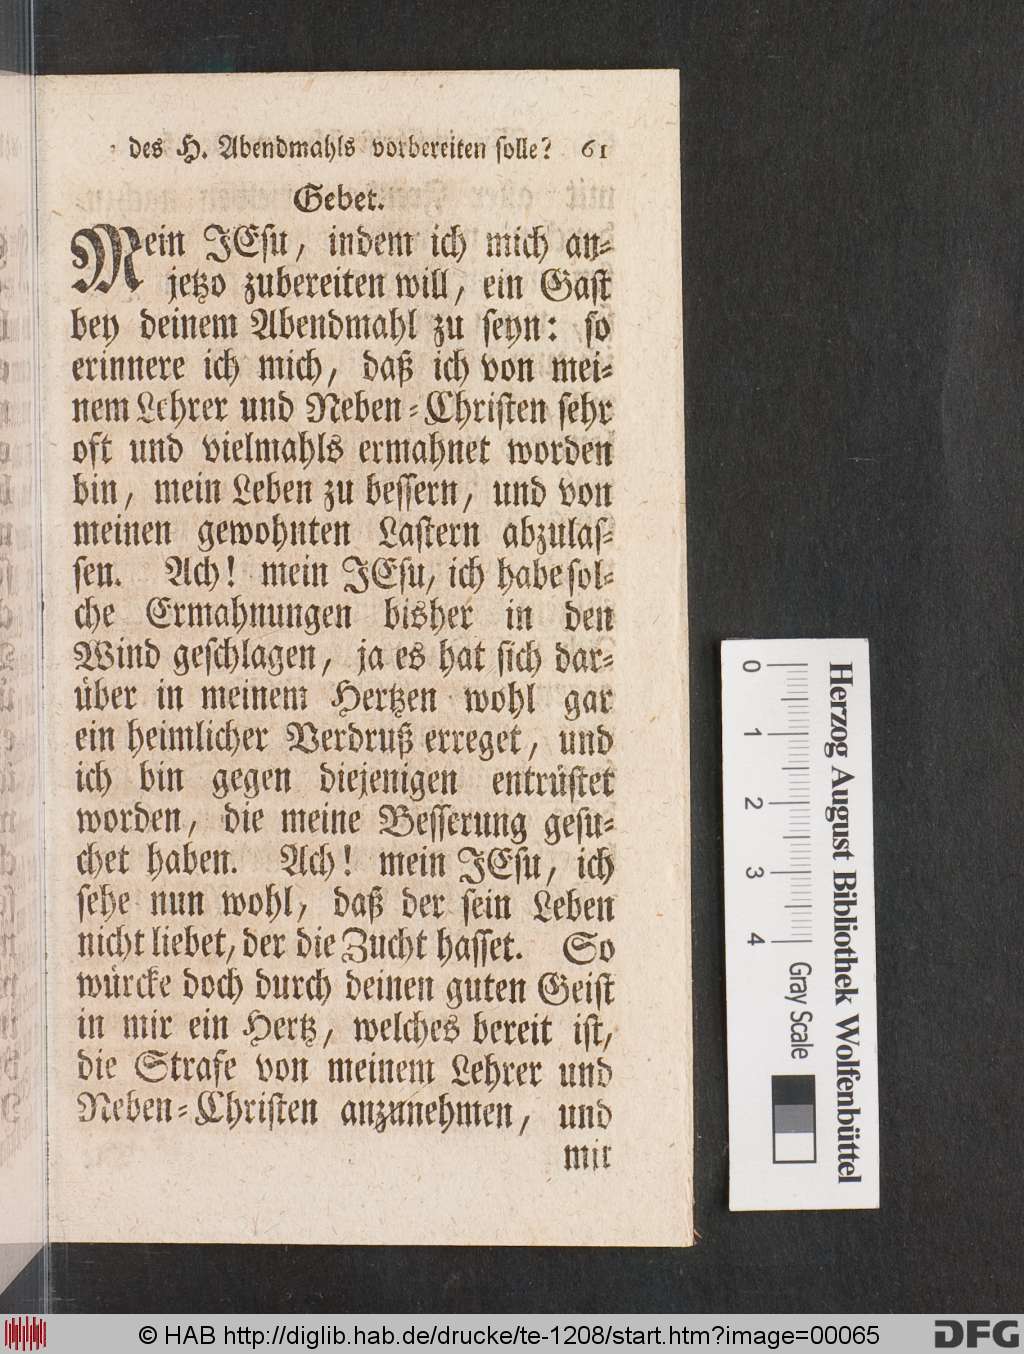 des H. Abendmahls vorbereiten solle? 61
Gebet.
Mein JEsu, indem ich mich an-
jetzo zubereiten will, ein Gast
bey deinem Abendmahl zu seyn: so
erinnere ich mich, daß ich von mei-
nem Lehrer und Neben-Christen sehr
oft und vielmahls ermahnet worden
bin, mein Leben zu bessern, und von
meinen gewohnten Lastern abzulas-
sen. Ach! mein JEsu, ich habe sol-
che Ermahnungen bisher in den
Wind geschlagen, ja es hat sich dar-
über in meinem Hertzen wohl gar
ein heimlicher Verdruß erreget, und
ich bin gegen diejenigen entrüstet
worden, die meine Besserung gesu-
chet haben. Ach! mein JEsu, ich
sehe nun wohl, daß der sein Leben
nicht liebet, der die Zucht hasset. So
würcke doch durch deinen guten Geist
in mir ein Hertz, welches bereit ist,
die Strafe von meinem Lehrer und
Neben-Christen anzunehmen, und
mir
0 1 2 3 4
Gray Scale
Herzog August Bibliothek Wolfenbüttel
© HAB http://diglib.hab.de/drucke/te-1208/start.htm?image=00065
DFG